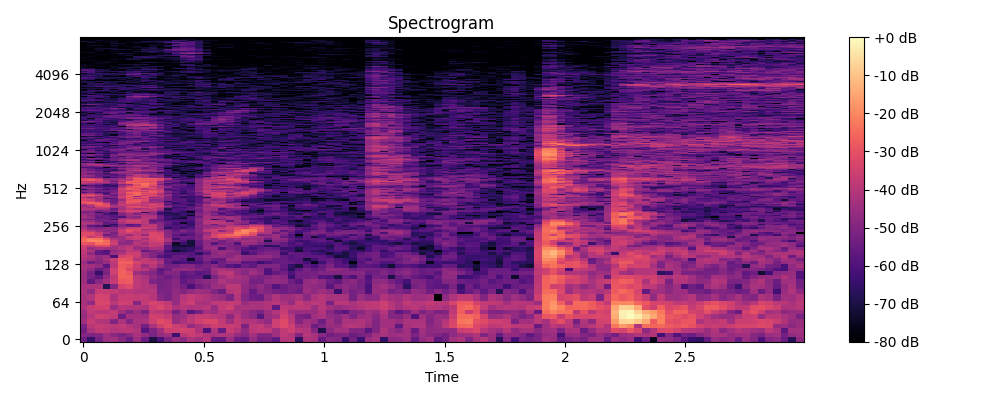 Spectrogram
Hz
4096
2048
1024
512
256
128
64
0
0
0.5
1
1.5
2
2.5
Time
+0 dB
-10 dB
-20 dB
-30 dB
-40 dB
-50 dB
-60 dB
-70 dB
-80 dB